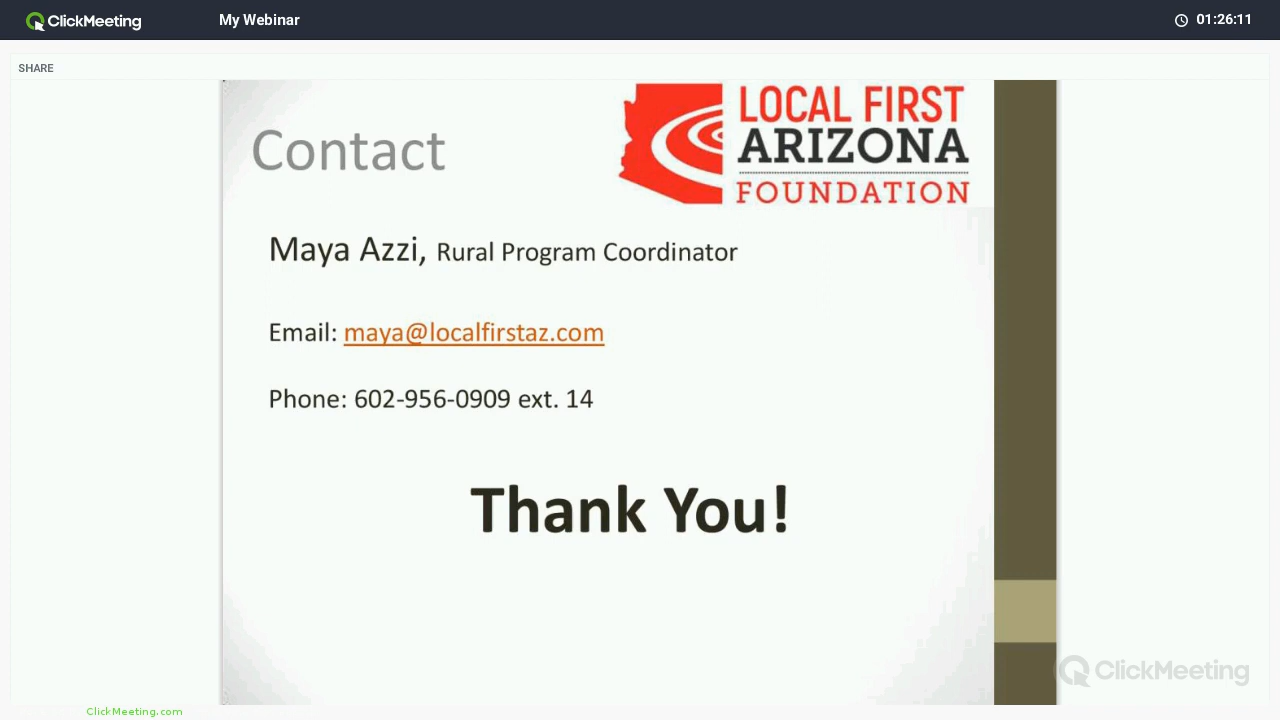 ClickMeeting
My Webinar
01:26:11
SHARE
LOCAL FIRST
ARIZONA
FOUNDATION
Contact
Maya Azzi, Rural Program Coordinator
Email: maya@localfirstaz.com
Phone: 602-956-0909 ext. 14
Thank You!
ClickMeeting
ClickMeeting.com